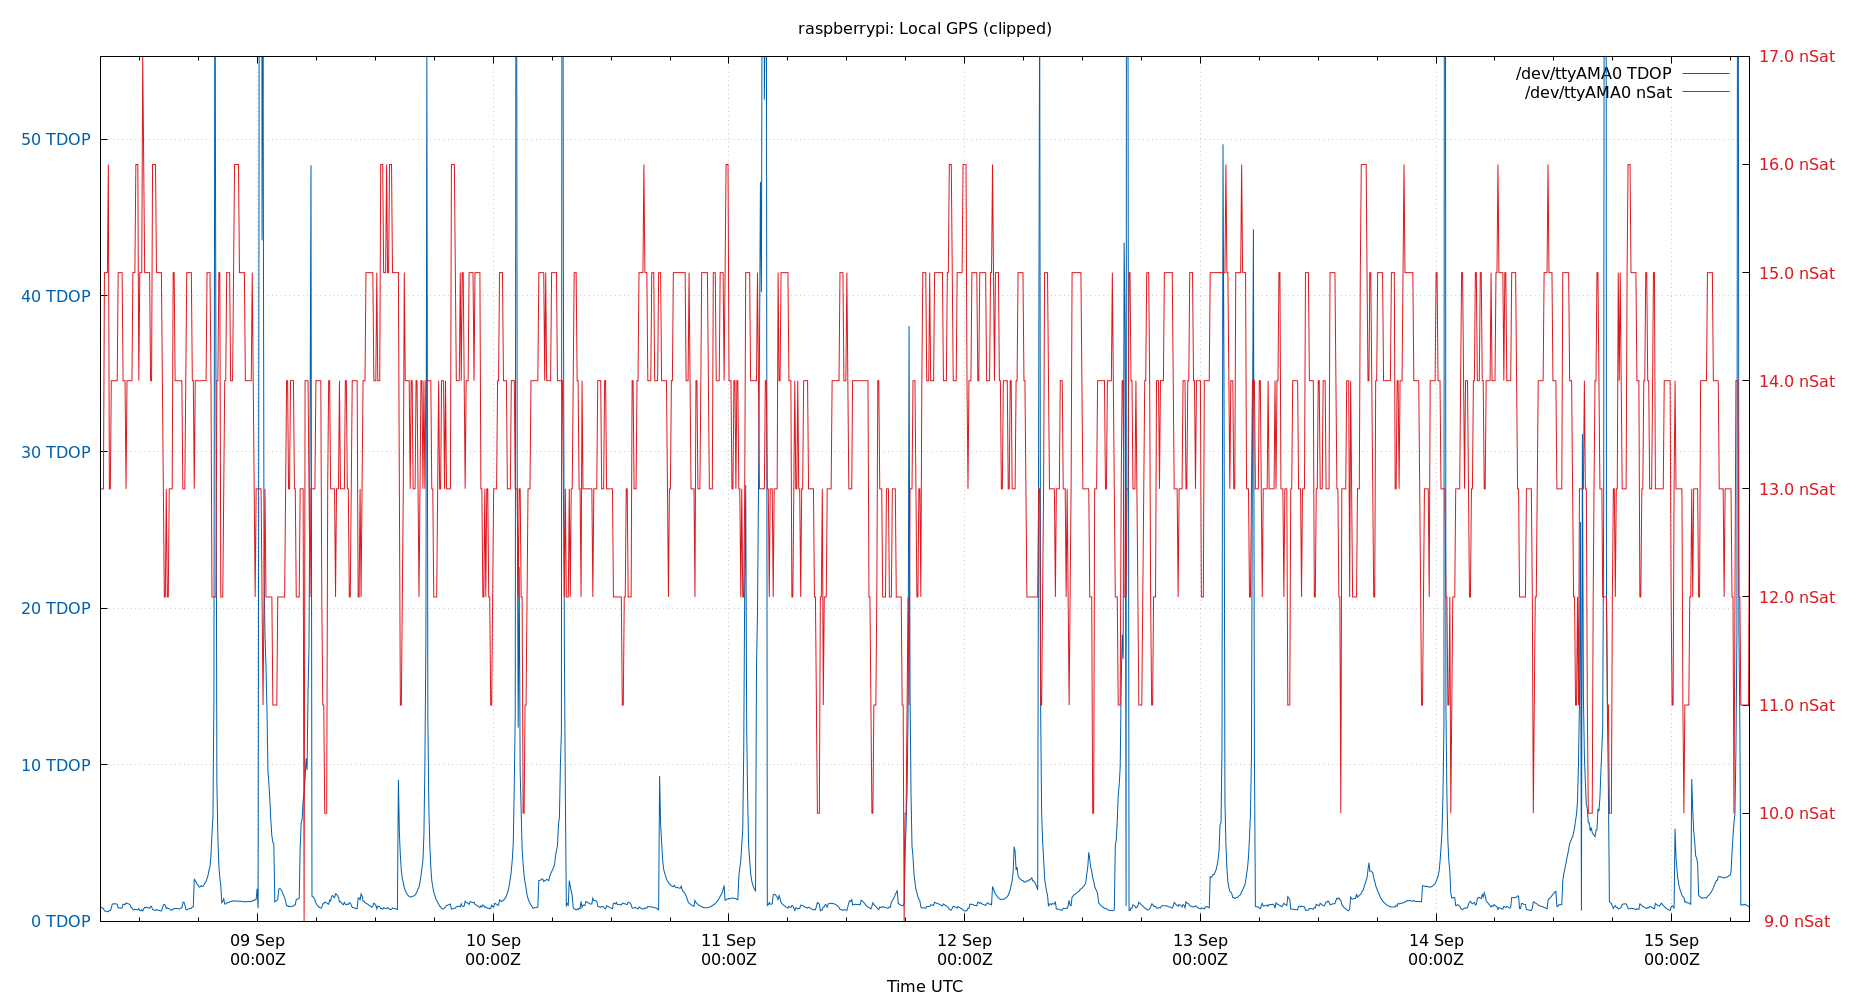 raspberrypi: Local GPS (clipped)
17.0 nSat
/dev/ttyAMA0 TDOP
/dev/ttyAMA0 nSat
50 TDOP
16.0 nSat
15.0 nSat
40 TDOP
14.0 nSat
30 TDOP
13.0 nSat
20 TDOP
12.0 nSat
11.0 nSat
10 TDOP
10.0 nSat
0 TDOP
9.0 nSat
09 Sep
00:00Z
10 Sep
00:00Z
11 Sep
00:00Z
12 Sep
00:00Z
13 Sep
00:00Z
14 Sep
00:00Z
15 Sep
00:00Z
Time UTC